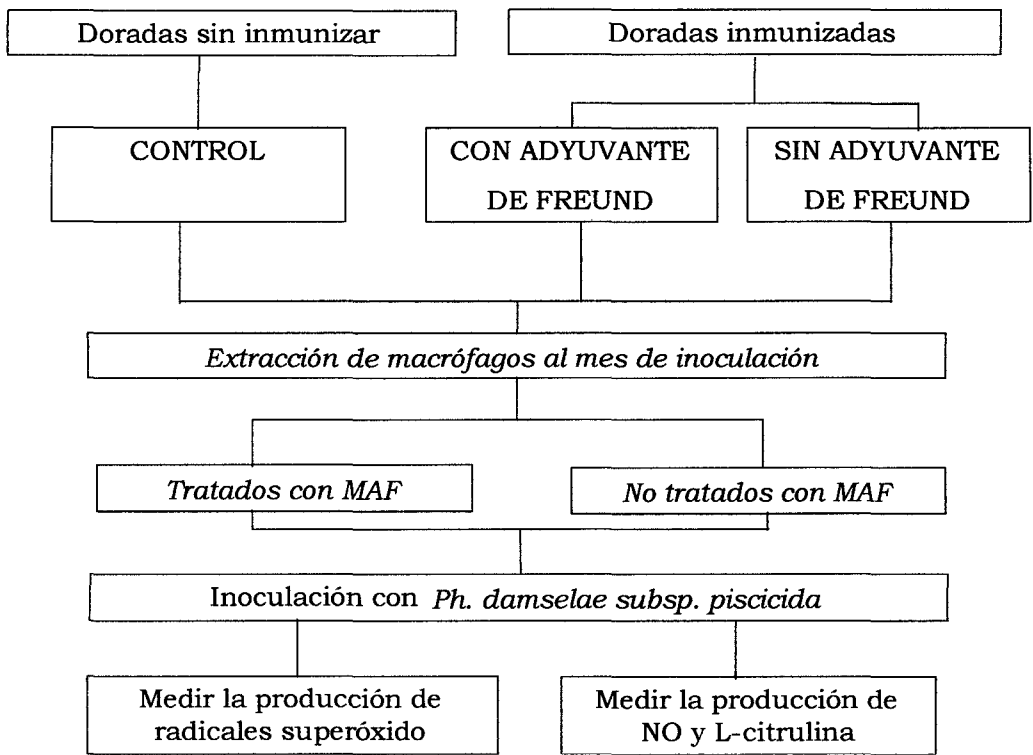 Doradas sin inmunizar
Doradas inmunizadas
CONTROL
CON ADYUVANTE
DE FREUND
SIN ADYUVANTE
DE FREUND
Extracción de macrófagos al mes de inoculación
Tratados con MAF
No tratados con MAF
Inoculación con Ph. damselae subsp. piscicida
Medir la producción de
radicales superóxido
Medir la producción de
NO y L-citrulina